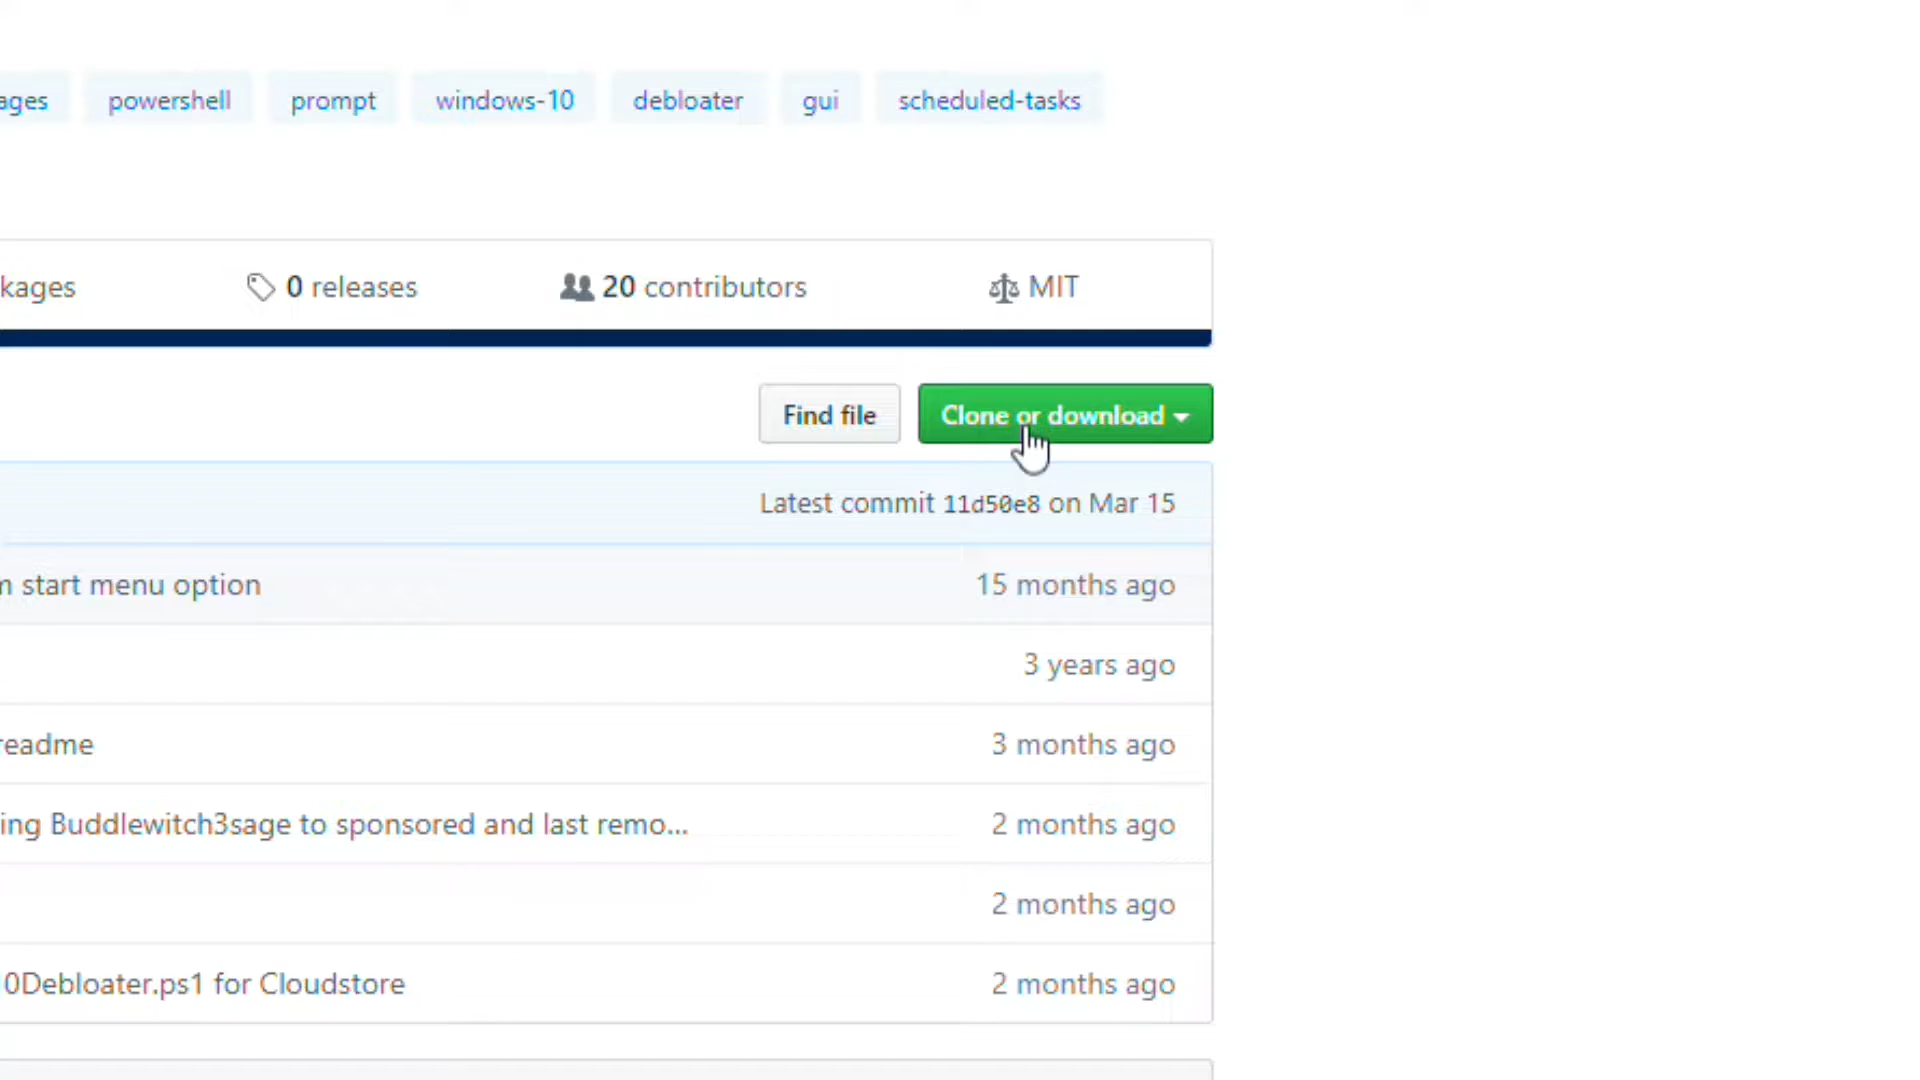 ages powershell prompt windows-10 debloater gui scheduled-tasks
kages 0 releases 20 contributors MIT
Find file Clone or download
Latest commit 11d50e8 on Mar 15
m start menu option 15 months ago
3 years ago
readme 3 months ago
ing Buddlewitch3sage to sponsored and last remo... 2 months ago
2 months ago
0Debloater.ps1 for Cloudstore 2 months ago